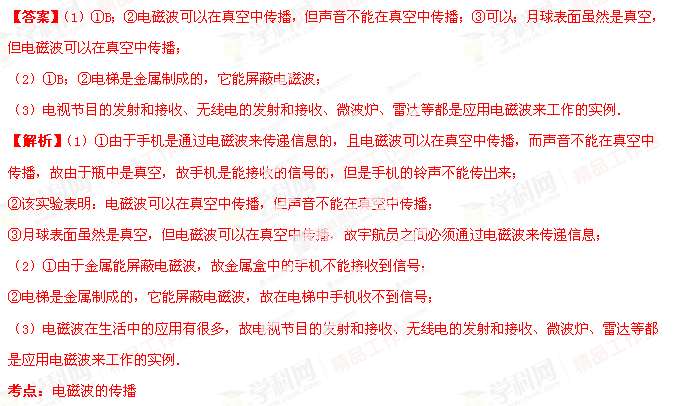 【答案】（1）①B；②电磁波可以在真空中传播，但声音不能在真空中传播；③可以；月球表面虽然是真空，
但电磁波可以在真空中传播；
（2）①B；②电梯是金属制成的，它能屏蔽电磁波；
（3）电视节目的发射和接收、无线电的发射和接收、微波炉、雷达等都是应用电磁波来工作的实例．
【解析】（1）①由于手机是通过电磁波来传递信息的，且电磁波可以在真空中传播，而声音不能在真空中
传播，故由于瓶中是真空，故手机是能接收的信号的，但是手机的铃声不能传出来；
②该实验表明：电磁波可以在真空中传播，但声音不能在真空中传播；
③月球表面虽然是真空，但电磁波可以在真空中传播，故宇航员之间必须通过电磁波来传递信息；
（2）①由于金属能屏蔽电磁波，故金属盒中的手机不能接收到信号；
②电梯是金属制成的，它能屏蔽电磁波，故在电梯中手机收不到信号；
（3）电磁波在生活中的应用有很多，故电视节目的发射和接收、无线电的发射和接收、微波炉、雷达等都
是应用电磁波来工作的实例．
考点：电磁波的传播